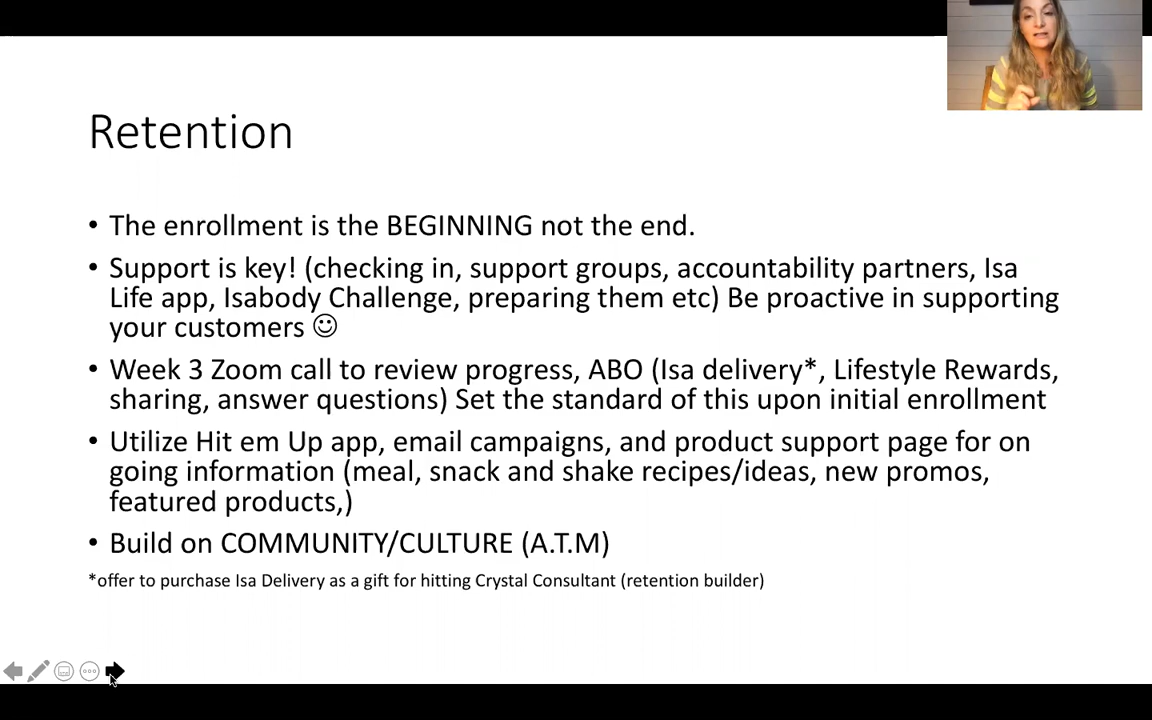 Retention
• The enrollment is the BEGINNING not the end.
• Support is key! (checking in, support groups, accountability partners, Isa
Life app, Isabody Challenge, preparing them etc) Be proactive in supporting
your customers ☺
• Week 3 Zoom call to review progress, ABO (Isa delivery*, Lifestyle Rewards,
sharing, answer questions) Set the standard of this upon initial enrollment
• Utilize Hit em Up app, email campaigns, and product support page for on
going information (meal, snack and shake recipes/ideas, new promos,
featured products,)
• Build on COMMUNITY/CULTURE (A.T.M)
*offer to purchase Isa Delivery as a gift for hitting Crystal Consultant (retention builder)